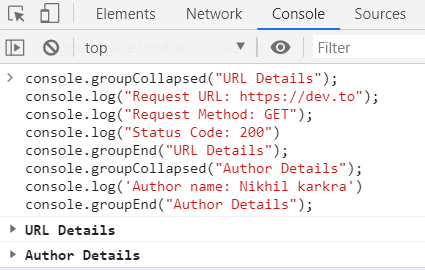 Elements Network Console Sources
top Filter
> console.groupCollapsed("URL Details");
console.log("Request URL: https://dev.to");
console.log("Request Method: GET");
console.log("Status Code: 200")
console.groupEnd("URL Details");
console.groupCollapsed("Author Details");
console.log('Author name: Nikhil karkra')
console.groupEnd("Author Details");
URL Details
Author Details